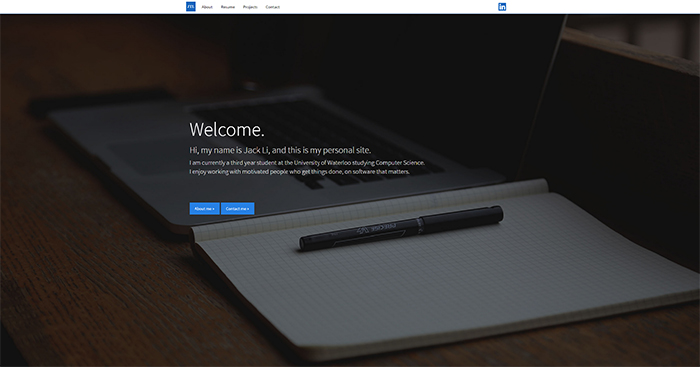 About Resume Projects Contact
in
Welcome.
Hi, my name is Jack Li, and this is my personal site.
I am currently a third year student at the University of Waterloo studying Computer Science.
I enjoy working with motivated people who get things done, on software that matters.
About me »
Contact me »